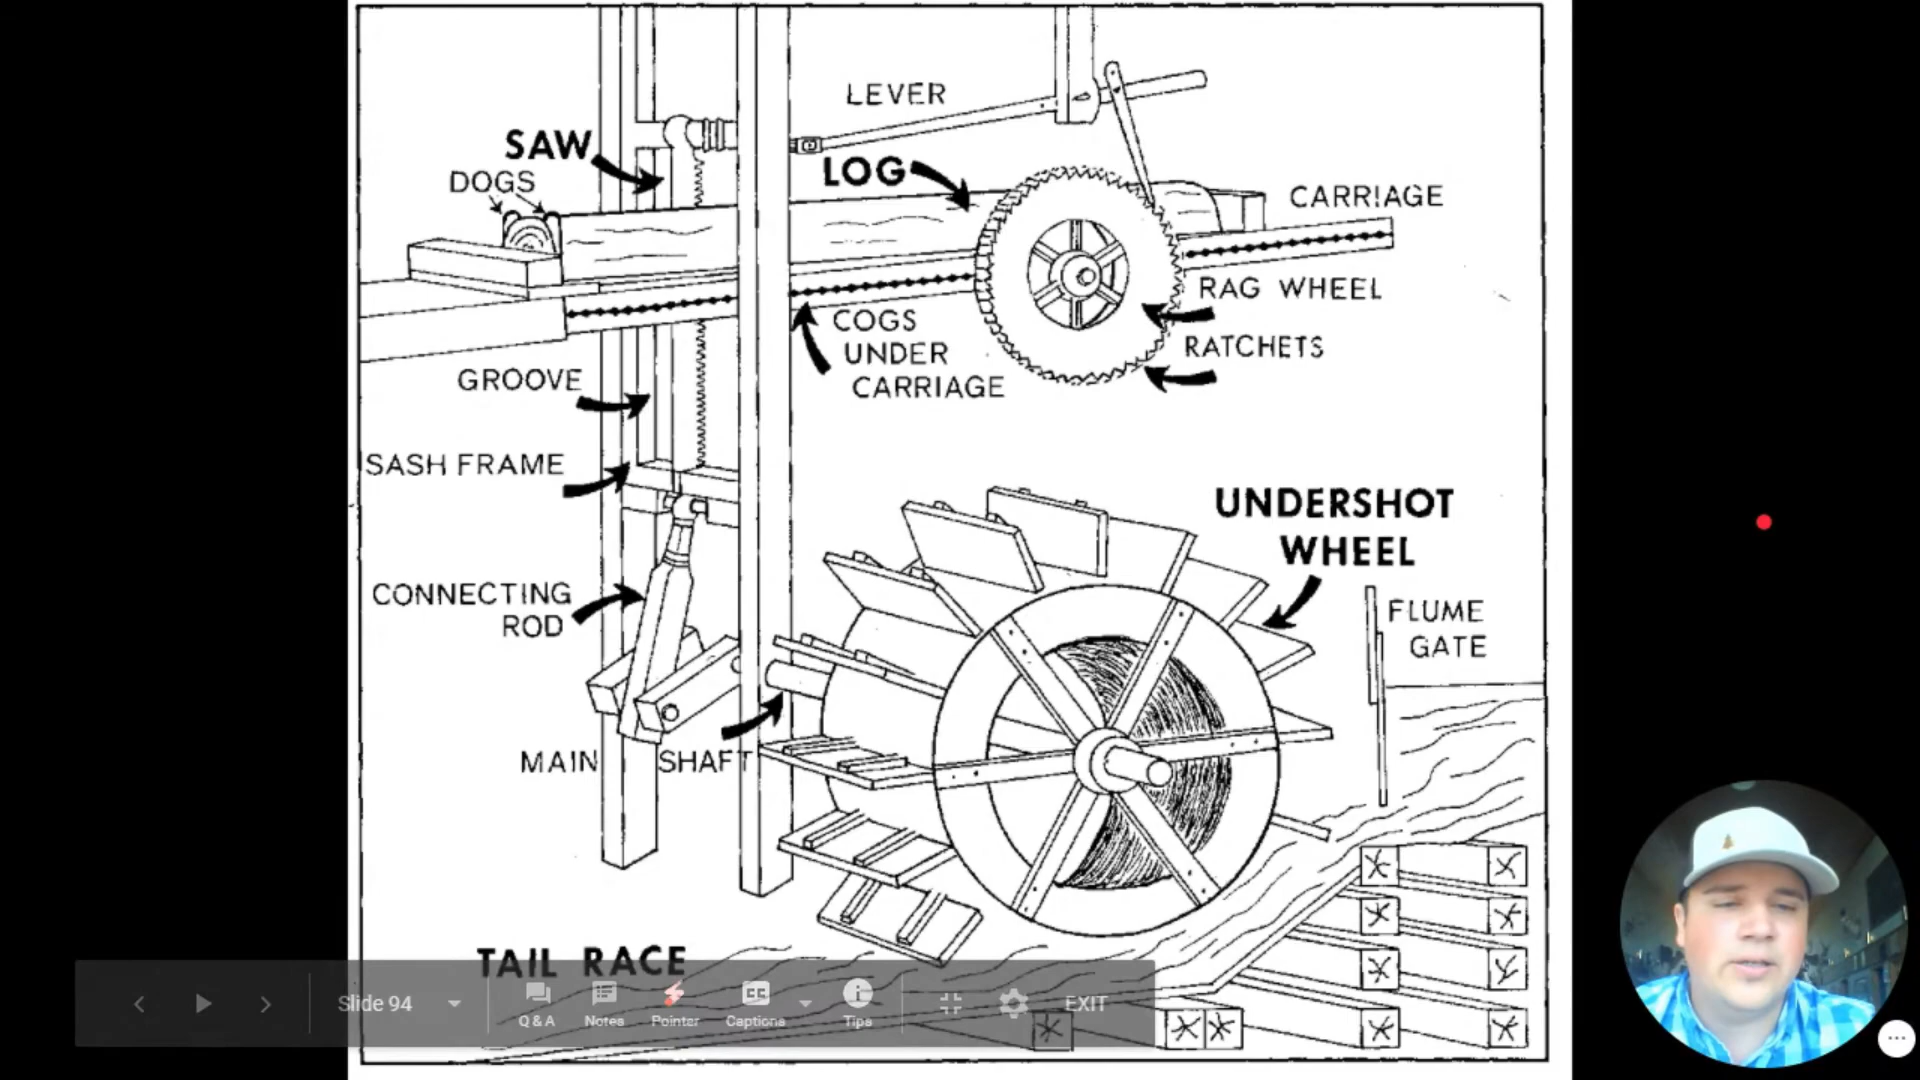 LEVER
SAW
DOGS
LOG
CARRIAGE
RAG WHEEL
COGS
UNDER
CARRIAGE
RATCHETS
GROOVE
SASH FRAME
UNDERSHOT
WHEEL
CONNECTING
ROD
FLUME
GATE
MAIN SHAFT
TAIL RACE
Slide 94
Q & A
Notes
Pointer
CC
Captions
Tips
EXIT